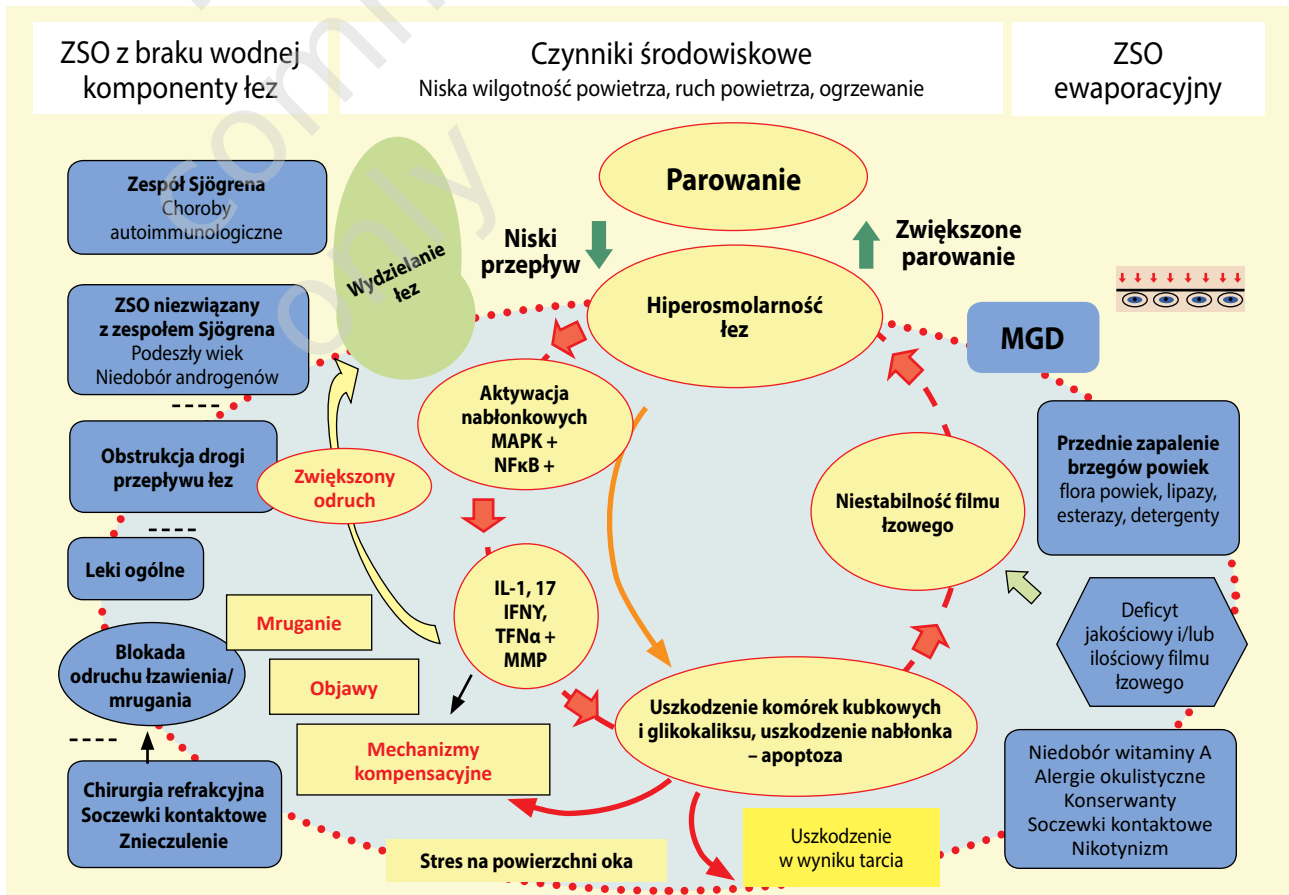 ZSO z braku wodnej
komponenty łez
Czynniki środowiskowe
Niska wilgotność powietrza, ruch powietrza, ogrzewanie
ZSO
ewaporacyjny
Zespół Sjögrena
Choroby
autoimmunologiczne
Wydzielanie
łez
Parowanie
Niski
przepływ
Zwiększone
parowanie
Hiperosmolarność
łez
ZSO niezwiązany
z zespołem Sjögrena
Podeszły wiek
Niedobór androgenów
MGD
Aktywacja
nabłonkowych
MAPK +
NFκB +
Obstrukcja drogi
przepływu łez
Zwiększony
odruch
Niestabilność filmu
łzowego
Przednie zapalenie
brzegów powiek
flora powiek, lipazy,
esterazy, detergenty
Leki ogólne
IL-1, 17
IFNY,
TFNα +
MMP
Mruganie
Blokada
odruchu łzawienia/
mrugania
Objawy
Deficyt
jakościowy i/lub
ilościowy filmu
łzowego
Mechanizmy
kompensacyjne
Uszkodzenie komórek kubkowych
i glikokaliksu, uszkodzenie nabłonka
– apoptoza
Chirurgia refrakcyjna
Soczewki kontaktowe
Znieczulenie
Niedobór witaminy A
Alergie okulistyczne
Konserwanty
Soczewki kontaktowe
Nikotynizm
Stres na powierzchni oka
Uszkodzenie
w wyniku tarcia
only